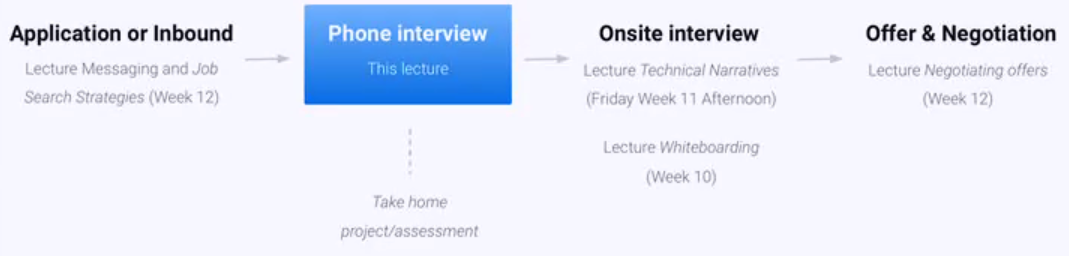 Application or Inbound
Lecture Messaging and Job
Search Strategies (Week 12)
Phone interview
This lecture
Take home
project/assessment
Onsite interview
Lecture Technical Narratives
(Friday Week 11 Afternoon)
Lecture Whiteboarding
(Week 10)
Offer & Negotiation
Lecture Negotiating offers
(Week 12)